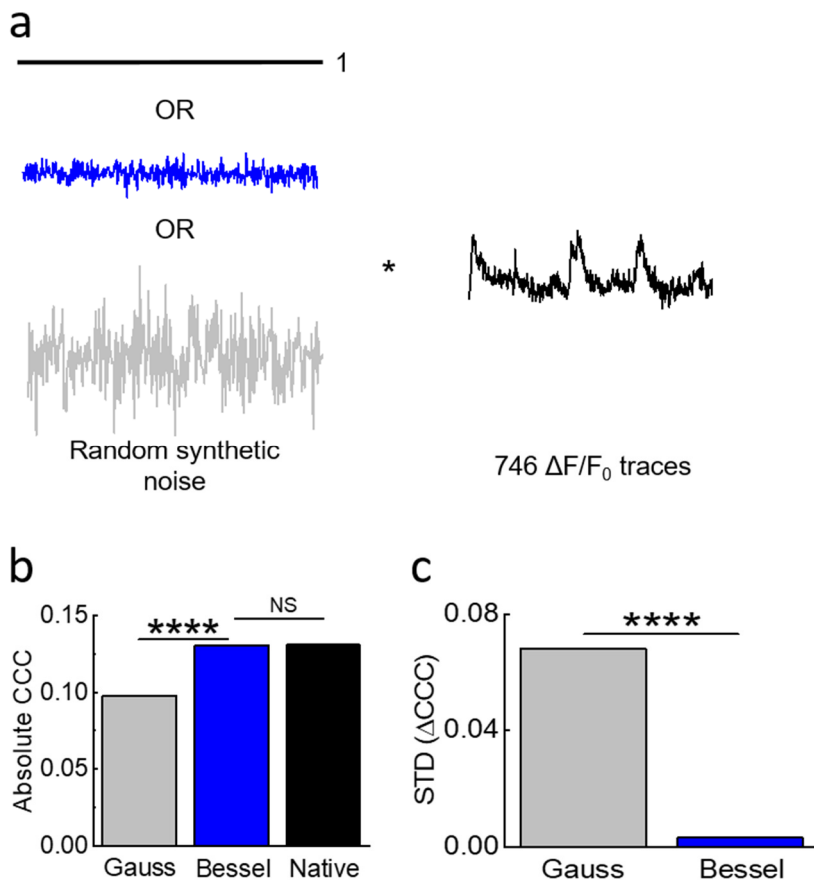 a
1
OR
OR
*
Random synthetic
noise
746 ΔF/F₀ traces
b
Absolute CCC
0.15
0.10
0.05
0.00
****
NS
Gauss Bessel Native
c
STD (ΔCCC)
0.08
0.04
0.00
****
Gauss Bessel